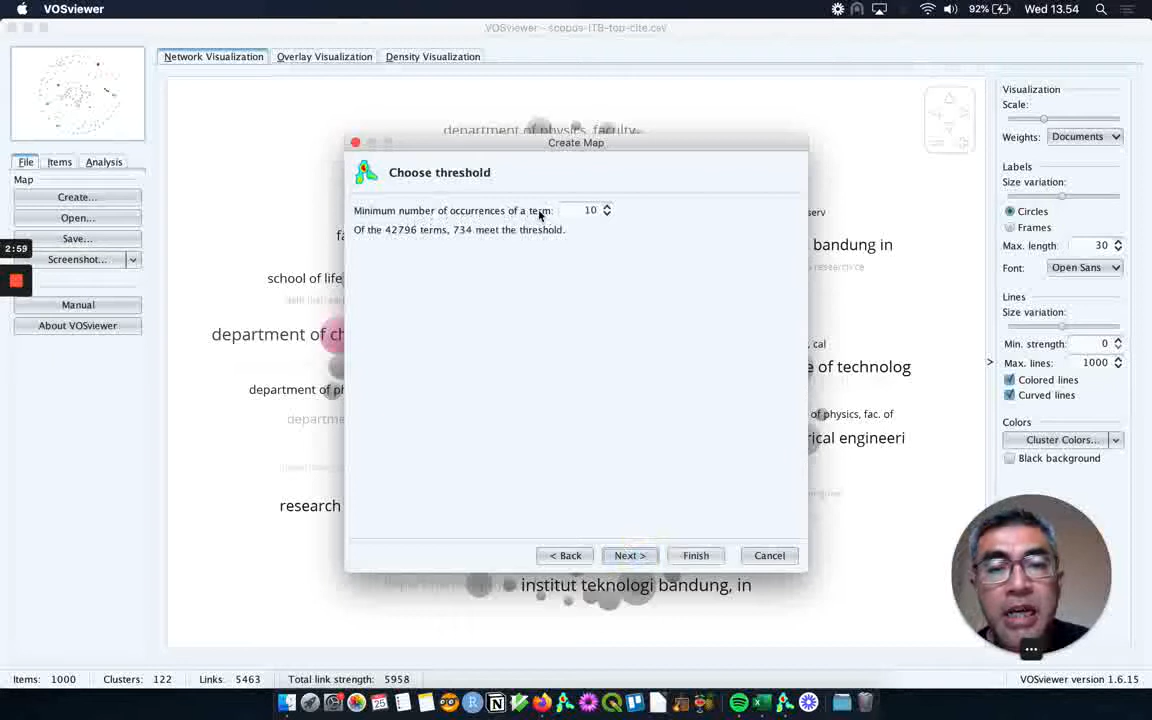 VOSviewer
92%
Wed 13.54
VOSviewer - scopus-ITB-top-cite.csv
Network Visualization
Overlay Visualization
Density Visualization
File
Items
Analysis
Map
Create...
Open...
Save...
Screenshot...
Manual
About VOSviewer
2:59
department of physics, faculty,
school of life
department of ch
department of ph
department
research
Create Map
Choose threshold
Minimum number of occurrences of a term:
10
Of the 42796 terms, 734 meet the threshold.
< Back
Next >
Finish
Cancel
serv
bandung in
research ce
, cal
e of technolog
of physics, fac. of
rical engineeri
institut teknologi bandung, in
Visualization
Scale:
Weights:
Documents
Labels
Size variation:
Circles
Frames
Max. length:
30
Font:
Open Sans
Lines
Size variation:
Min. strength:
0
Max. lines:
1000
Colored lines
Curved lines
Colors
Cluster Colors...
Black background
>
Items: 1000
Clusters: 122
Links: 5463
Total link strength: 5958
VOSviewer version 1.6.15